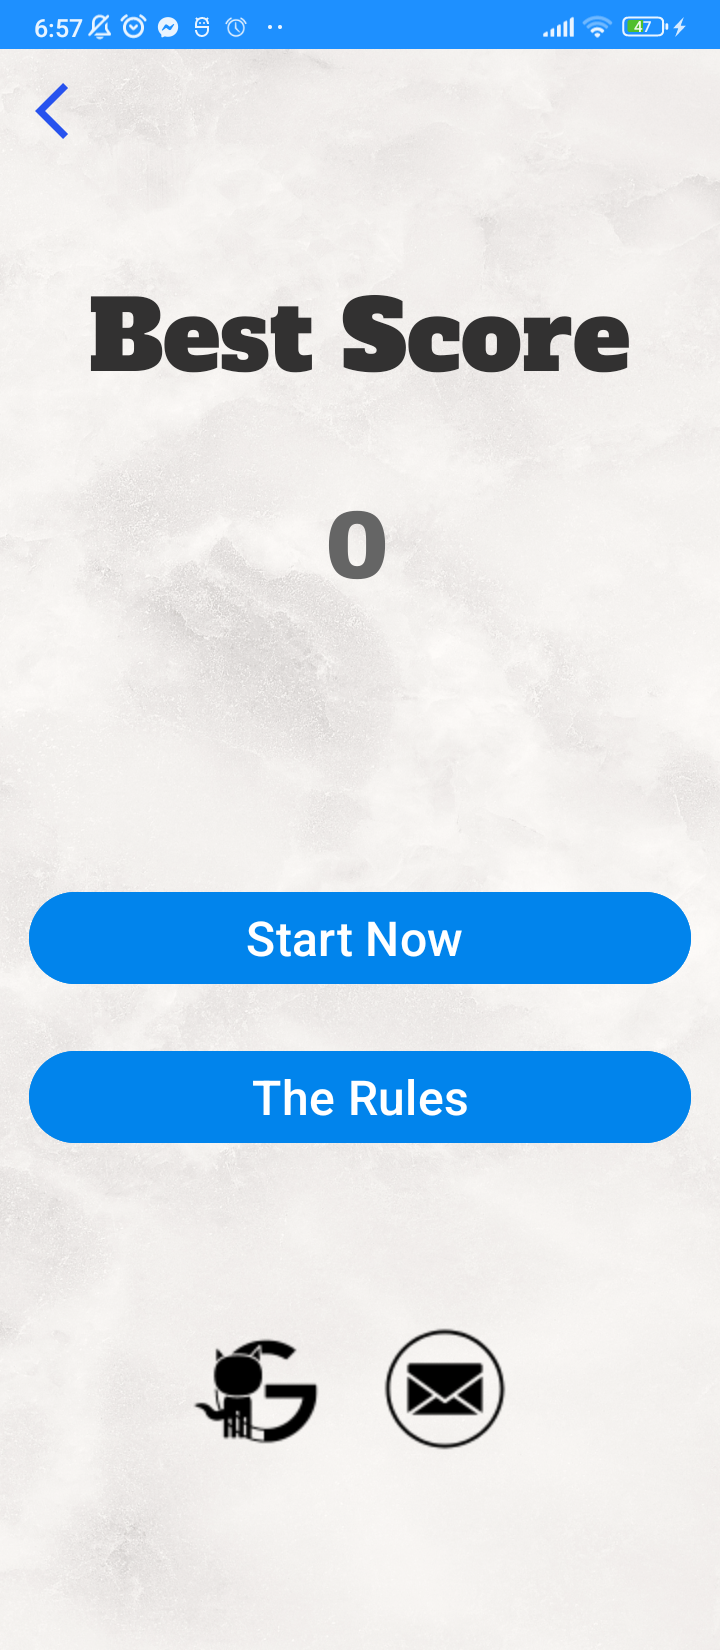 6:57 47
Best Score
0
Start Now
The Rules
G